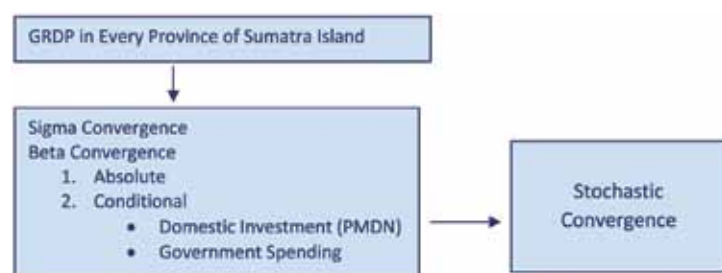 GRDP in Every Province of Sumatra Island
Sigma Convergence
Beta Convergence
1. Absolute
2. Conditional
• Domestic Investment (PMDN)
• Government Spending
Stochastic
Convergence